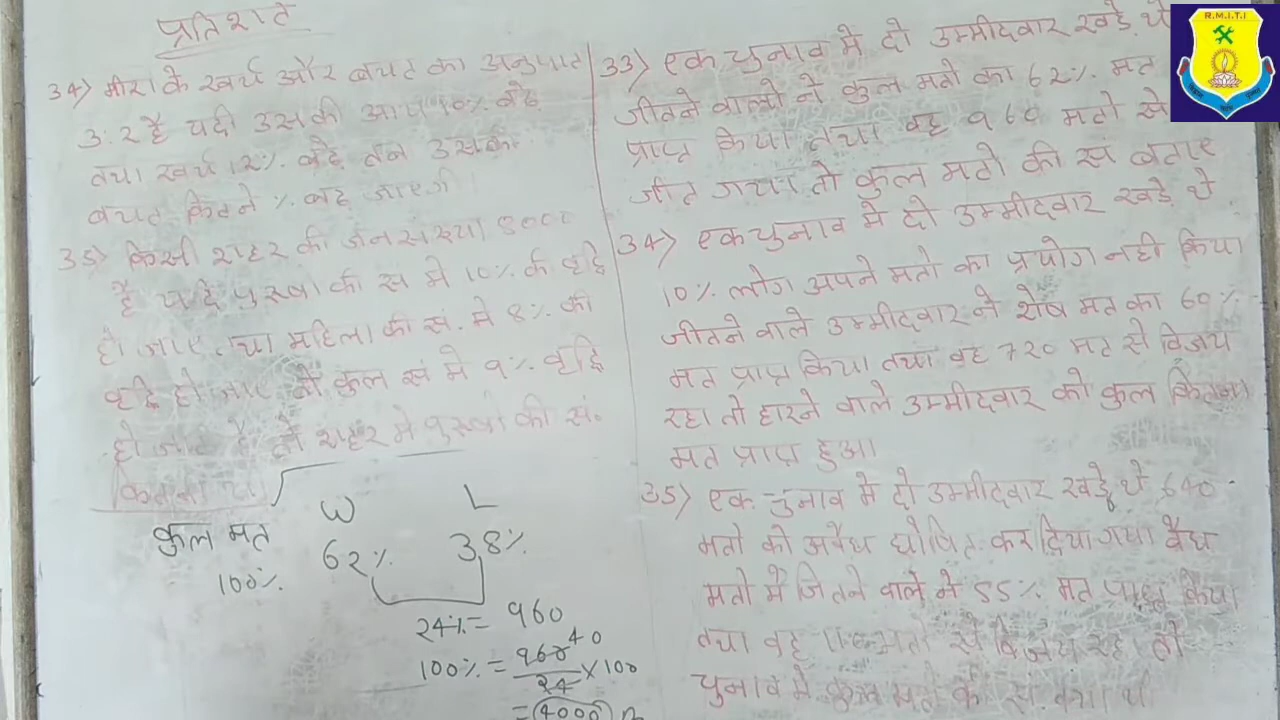 प्रतिशत
34) मीरा के खर्च और बचट का अनुपात
3:2 है यदी उसकी आय 10% बढे
तथा खर्च 12% बढे तब उसकी
बचट कितने % बढ जाएगी
35) किसी शहर की जनसंख्या 8000
है यदि पुरूषो की सं मे 10% की वृद्दि
हो जाए तथा महिला की सं. मे 8% की
वृद्दि हो जाए तो कुल सं मे 9% वृद्दि
हो जाती है तो शहर मे पुरूषो की सं.
कितना था
कुल मत
100%
W L
62% 38%
24% = 960
100% = 960/24 × 100
40
= 4000
33) एक चुनाव में दो उम्मीदवार खडे थे
जीतने वालो ने कुल मतो का 62% मत
प्राप्त किया तथा वह 960 मतो से
जीत गया तो कुल मतो की सं बताए
34) एक चुनाव मे दो उम्मीदवार खडे थे
10% लोग अपने मतो का प्रयोग नही किया
जीतने वाले उम्मीदवार ने शेष मत का 60%
मत प्राप्त किया तथा वह 720 मट से विजय
रहा तो हारने वाले उम्मीदवार को कुल कितना
मत प्राप्त हुआ
35) एक चुनाव मे दो उम्मीदवार खडे थे 640
मतो को अवैध घोषित कर दिया गया वैध
मतो मे जितने वाले ने 55% मत प्राप्त किया
तथा वह मतो से विजय रहा तो
चुनाव मे कुल मतो की सं. क्या थी
R.M.I.T.I